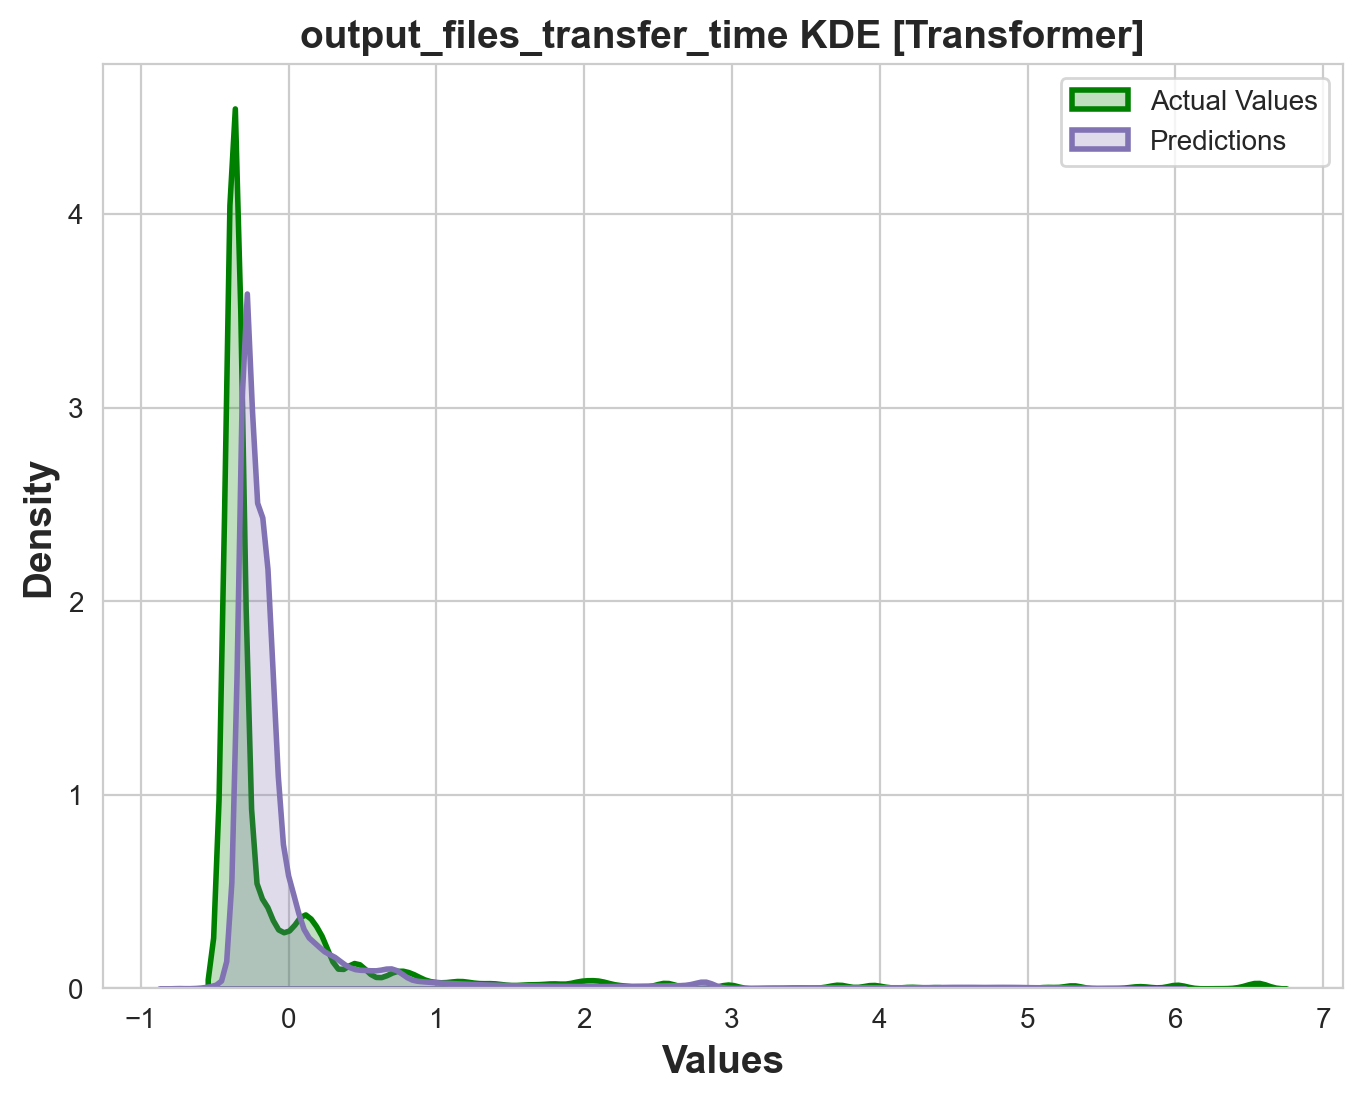 output_files_transfer_time KDE [Transformer]
Actual Values
Predictions
Density
4
3
2
1
0
−1 0 1 2 3 4 5 6 7
Values